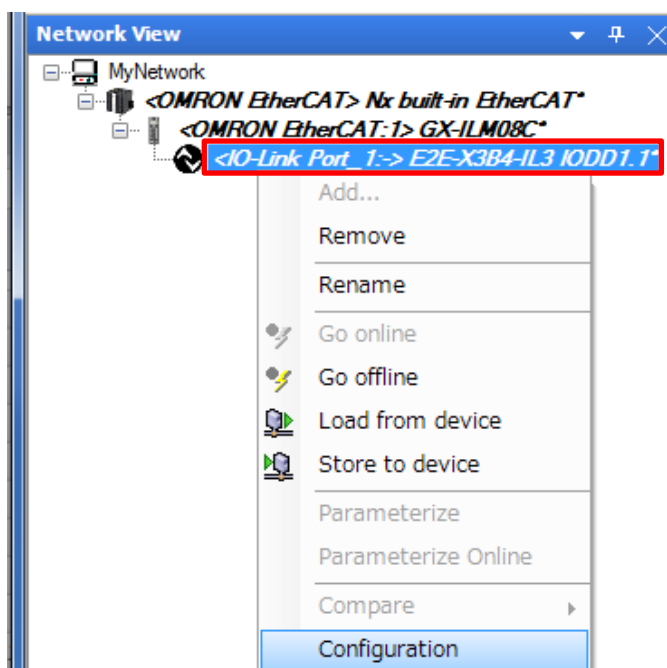 Network View
MyNetwork
<OMRON EtherCAT> Nx built-in EtherCAT*
<OMRON EtherCAT:1> GX-ILM08C*
<IO-Link Port_1:-> E2E-X3B4-IL3 IODD1.1*
Add...
Remove
Rename
Go online
Go offline
Load from device
Store to device
Parameterize
Parameterize Online
Compare
Configuration